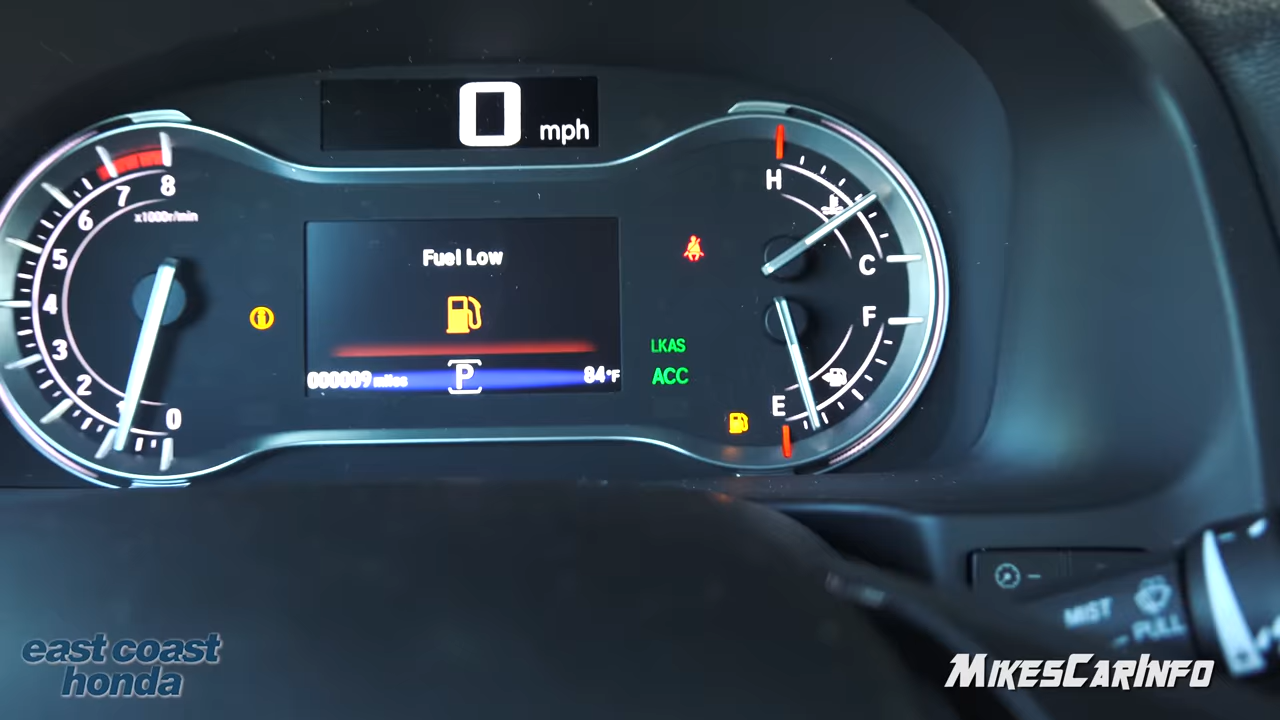 0 mph
8
7
6
5
4
3
2
1
0
x1000r/min
Fuel Low
000009 miles
P
84°F
LKAS
ACC
H
C
F
E
MIST
PULL
east coast
honda
MIKESCARINFO